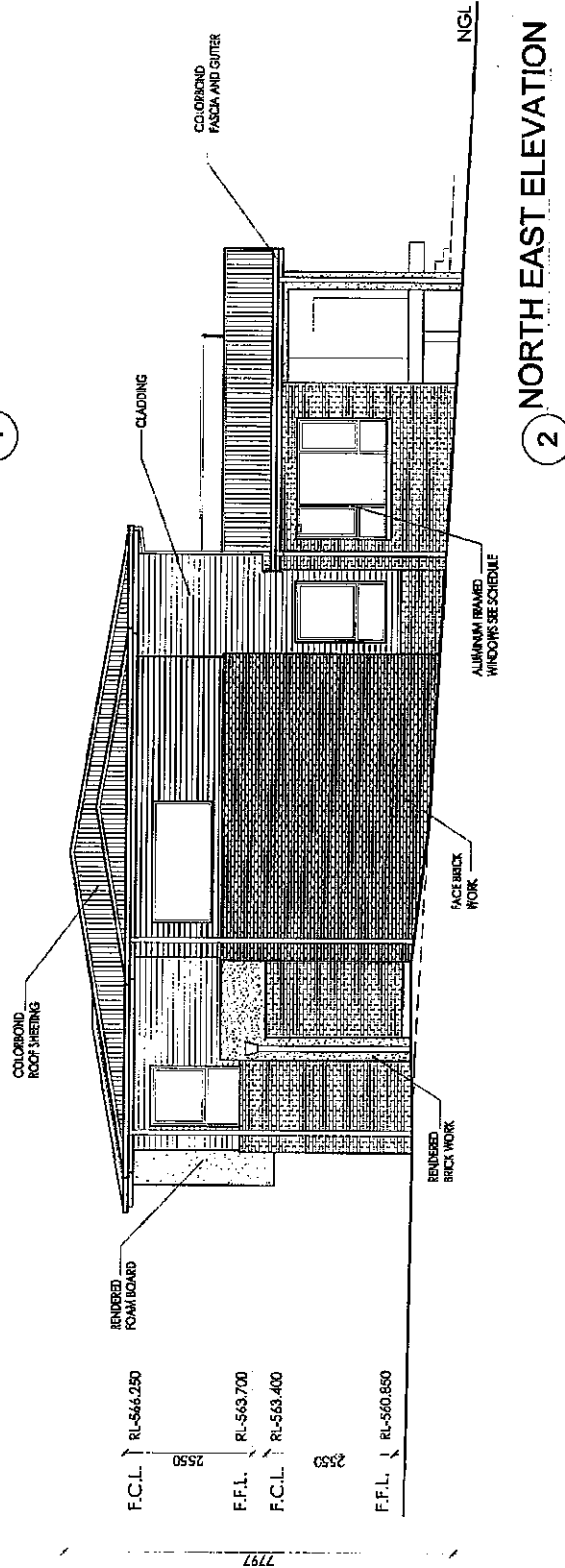 COLORBOND
ROOF SHEETING
CLADDING
COLORBOND
FASCIA AND GUTTER
RENDERED
FOAM BOARD
F.C.L. RL-566.250
2550
F.F.L. RL-563.700
F.C.L. RL-563.400
2550
F.F.L. RL-560.850
7797
RENDERED
BRICK WORK
FACE BRICK
WORK
ALUMINUM FRAMED
WINDOWS SEE SCHEDULE
NGL
2 NORTH EAST ELEVATION